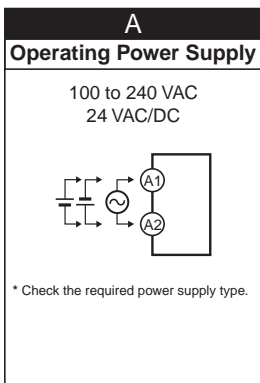 A
Operating Power Supply
100 to 240 VAC
24 VAC/DC
A1
A2
* Check the required power supply type.